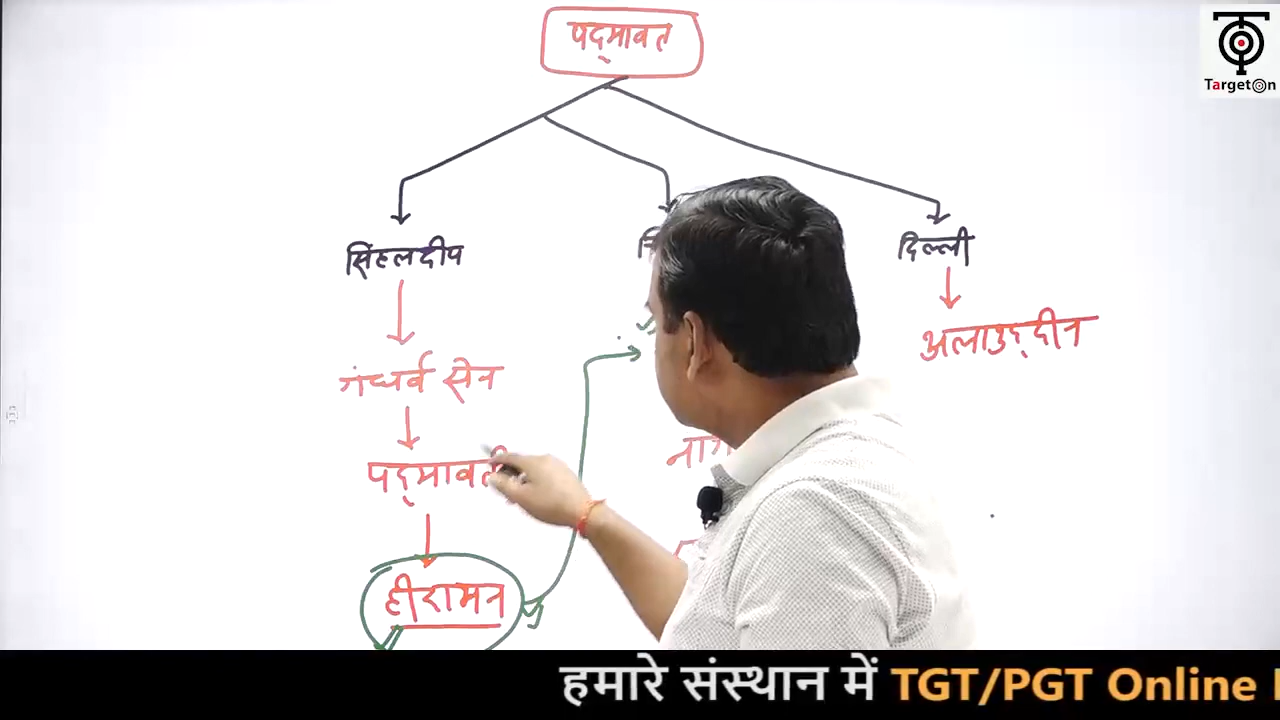 पद्मावत
TargetOn
सिंहलदीप
दिल्ली
अलाउद्दीन
गंधर्व सेन
पद्मावती
हीरामन
हमारे संस्थान में TGT/PGT Online